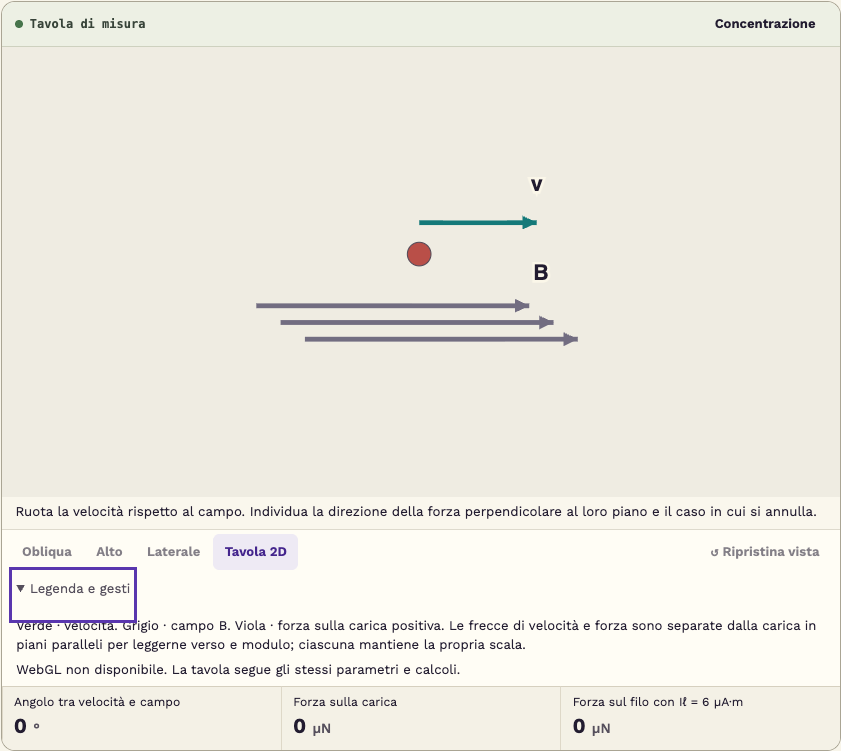 Tavola di misura
Concentrazione
v
B
Ruota la velocità rispetto al campo. Individua la direzione della forza perpendicolare al loro piano e il caso in cui si annulla.
Obliqua Alto Laterale Tavola 2D ↺ Ripristina vista
▼ Legenda e gesti
Verde · velocità. Grigio · campo B. Viola · forza sulla carica positiva. Le frecce di velocità e forza sono separate dalla carica in
piani paralleli per leggerne verso e modulo; ciascuna mantiene la propria scala.
WebGL non disponibile. La tavola segue gli stessi parametri e calcoli.
Angolo tra velocità e campo
0 °
Forza sulla carica
0 µN
Forza sul filo con Iℓ = 6 µA·m
0 µN